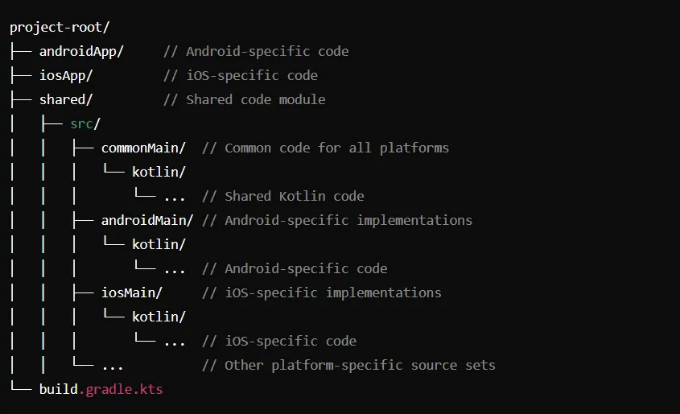 project-root/
├── androidApp/     // Android-specific code
├── iosApp/         // iOS-specific code
├── shared/         // Shared code module
│   ├── src/
│   │   ├── commonMain/  // Common code for all platforms
│   │   │   └── kotlin/
│   │   │       └── ...  // Shared Kotlin code
│   │   ├── androidMain/ // Android-specific implementations
│   │   │   └── kotlin/
│   │   │       └── ...  // Android-specific code
│   │   ├── iosMain/     // iOS-specific implementations
│   │   │   └── kotlin/
│   │   │       └── ...  // iOS-specific code
│   │   └── ...          // Other platform-specific source sets
└── build.gradle.kts